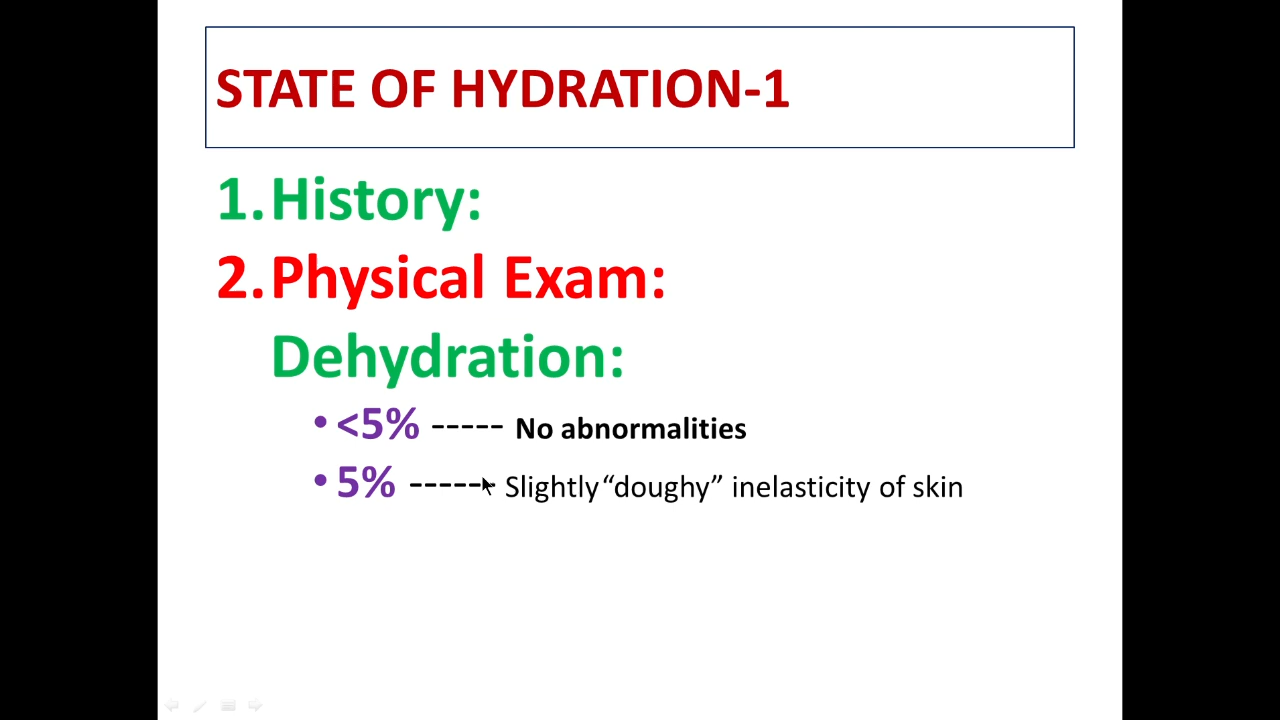 STATE OF HYDRATION-1
1. History:
2. Physical Exam:
Dehydration:
• <5% ----- No abnormalities
• 5% ------ Slightly “doughy” inelasticity of skin